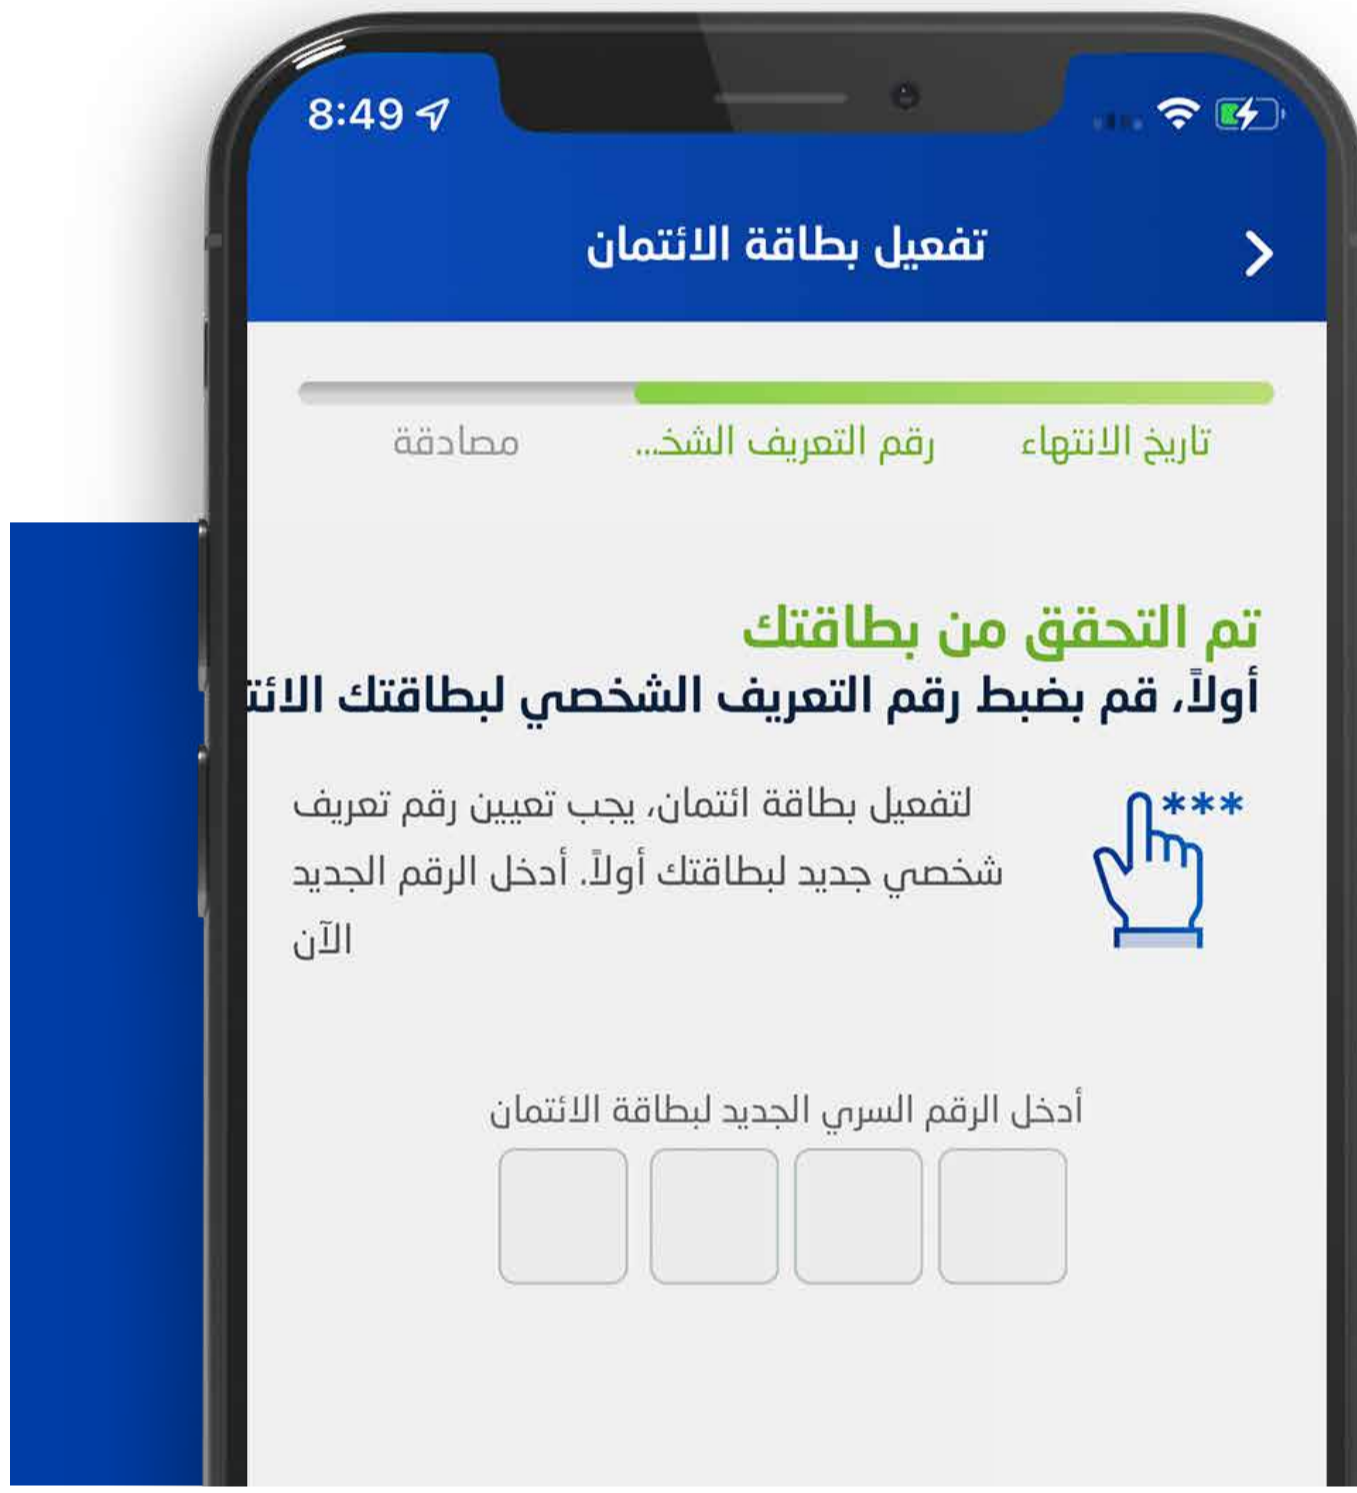 8:49
تفعيل بطاقة الائتمان
تاريخ الانتهاء رقم التعريف الشخـ... مصادقة
تم التحقق من بطاقتك
أولاً، قم بضبط رقم التعريف الشخصي لبطاقتك
لتفعيل بطاقة ائتمان، يجب تعيين رقم تعريف
شخصي جديد لبطاقتك أولاً. أدخل الرقم الجديد
الآن
***
أدخل الرقم السري الجديد لبطاقة الائتمان